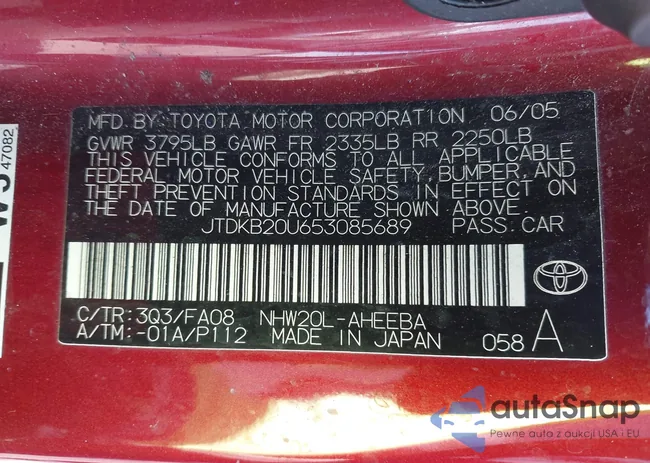 MFD. BY TOYOTA MOTOR CORPORATION 06/05
GVWR 3795LB GAWR FR 2335LB RR 2250LB
THIS VEHICLE CONFORMS TO ALL APPLICABLE
FEDERAL MOTOR VEHICLE SAFETY, BUMPER, AND
THEFT PREVENTION STANDARDS IN EFFECT ON
THE DATE OF MANUFACTURE SHOWN ABOVE.
JTDKB20U653085689 PASS. CAR
C/TR: 3Q3/FA08 NHW20L-AHEEBA
A/TM: -01A/P112 MADE IN JAPAN 058 A
47082
autaSnap
Pewne auta z aukcji USA i EU